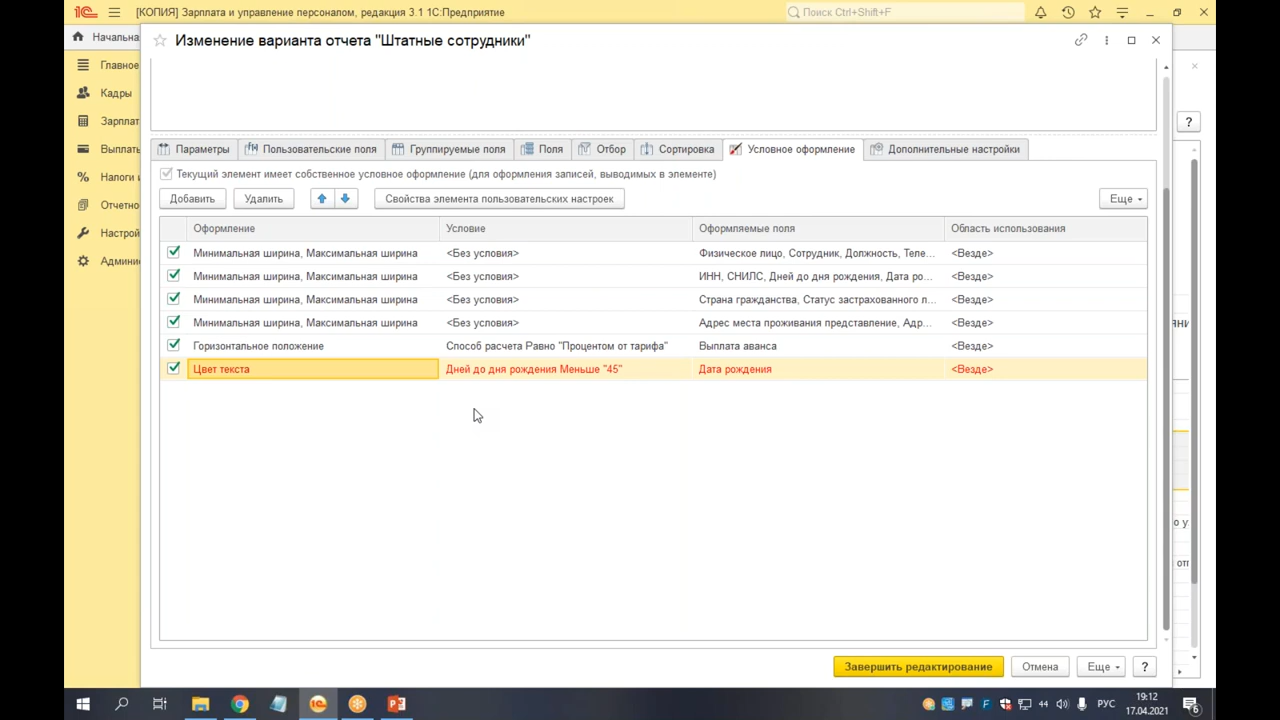 [КОПИЯ] Зарплата и управление персоналом, редакция 3.1 1С:Предприятие
Поиск Ctrl+Shift+F
Начальна
Изменение варианта отчета "Штатные сотрудники"
Главное
Кадры
Зарплат
Выплаты
Налоги и
Отчетно
Настрой
Админи
?
Параметры
Пользовательские поля
Группируемые поля
Поля
Отбор
Сортировка
Условное оформление
Дополнительные настройки
Текущий элемент имеет собственное условное оформление (для оформления записей, выводимых в элементе)
Добавить
Удалить
Свойства элемента пользовательских настроек
Еще
Оформление Условие Оформляемые поля Область использования
Минимальная ширина, Максимальная ширина <Без условия> Физическое лицо, Сотрудник, Должность, Теле... <Везде>
Минимальная ширина, Максимальная ширина <Без условия> ИНН, СНИЛС, Дней до дня рождения, Дата ро... <Везде>
Минимальная ширина, Максимальная ширина <Без условия> Страна гражданства, Статус застрахованного л... <Везде>
Минимальная ширина, Максимальная ширина <Без условия> Адрес места проживания представление, Адр... <Везде>
Горизонтальное положение Способ расчета Равно "Процентом от тарифа" Выплата аванса <Везде>
Цвет текста Дней до дня рождения Меньше "45" Дата рождения <Везде>
Завершить редактирование
Отмена
Еще
?
44
РУС
19:12
17.04.2021
6